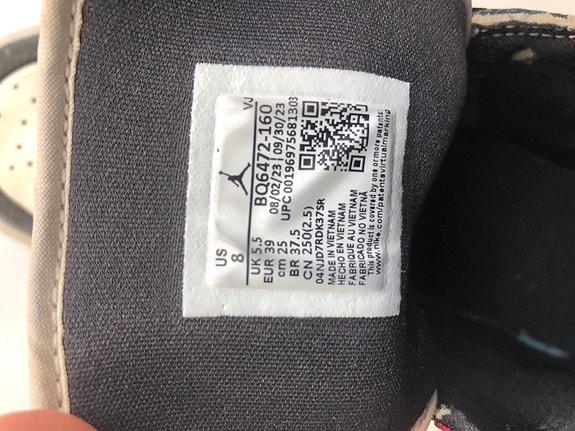 VJ
BQ6472-160
08/02/23 | 09/30/23
UPC 00196975681303
US
8
UK 5.5
EUR 39
cm 25
BR 37.5
CN 250(2.5)
04NJD7RDK37SR
MADE IN VIETNAM
HECHO EN VIETNAM
FABRIQUE AU VIETNAM
FABRICADO NO VIETNÃ
This product is covered by one or more patents:
www.nike.com/patentsvirtualmarking